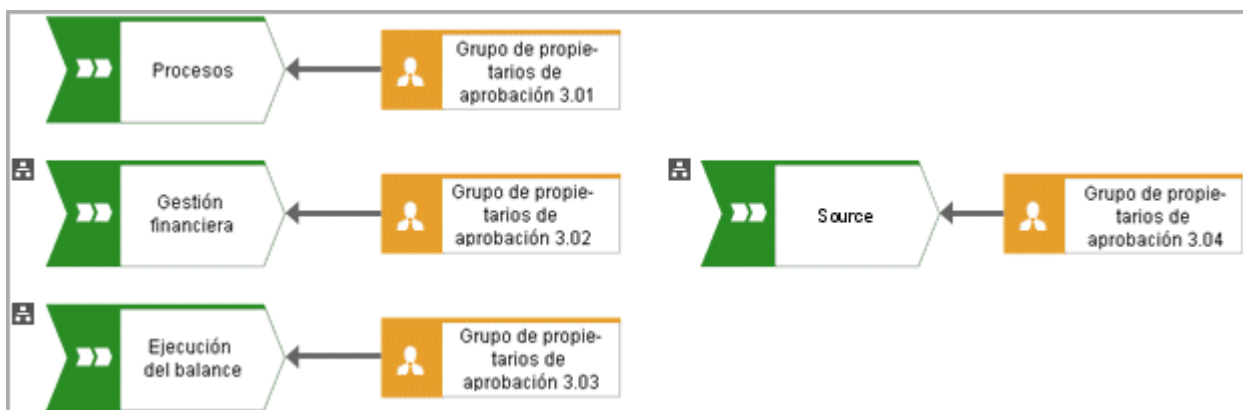 Procesos
Grupo de propie-
tarios de
aprobación 3.01
Gestión
financiera
Grupo de propie-
tarios de
aprobación 3.02
Source
Grupo de propie-
tarios de
aprobación 3.04
Ejecución
del balance
Grupo de propie-
tarios de
aprobación 3.03